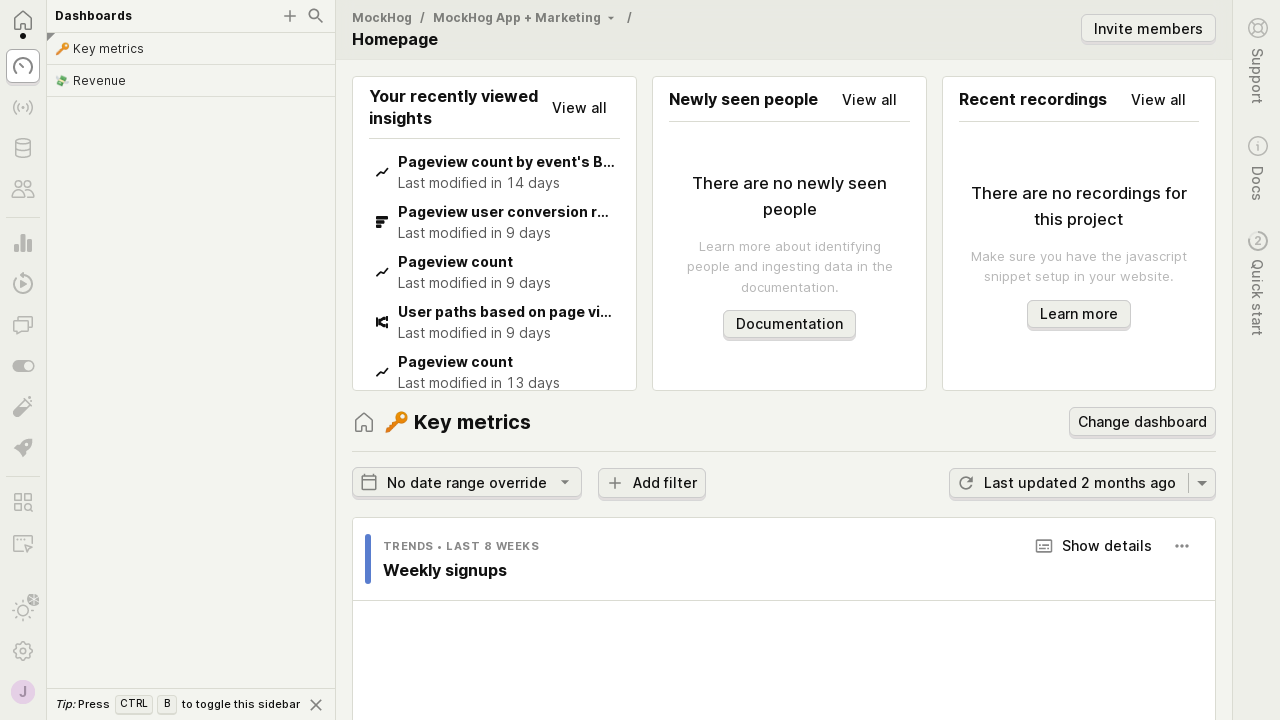 Dashboards
🔑 Key metrics
💸 Revenue
Tip: Press CTRL B to toggle this sidebar
J
MockHog / MockHog App + Marketing /
Homepage
Invite members
Your recently viewed
insights
View all
Pageview count by event's B...
Last modified in 14 days
Pageview user conversion r...
Last modified in 9 days
Pageview count
Last modified in 9 days
User paths based on page vi...
Last modified in 9 days
Pageview count
Last modified in 13 days
Newly seen people
View all
There are no newly seen
people
Learn more about identifying
people and ingesting data in the
documentation.
Documentation
Recent recordings
View all
There are no recordings for
this project
Make sure you have the javascript
snippet setup in your website.
Learn more
🔑 Key metrics
Change dashboard
No date range override
Add filter
Last updated 2 months ago
TRENDS • LAST 8 WEEKS
Show details
Weekly signups
Support
Docs
2
Quick start